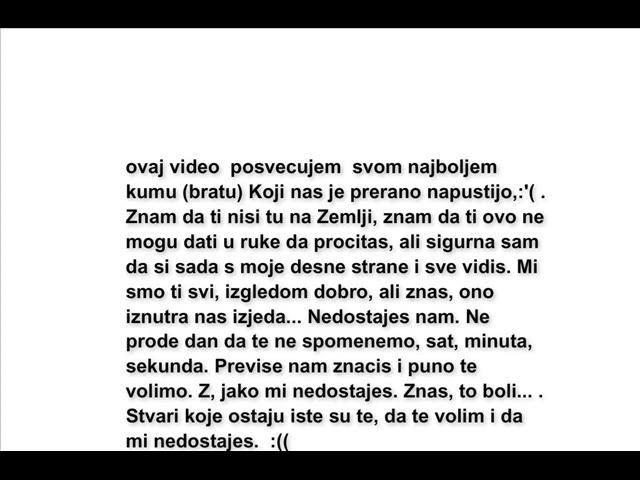 ovaj video  posvecujem  svom najboljem
kumu (bratu) Koji nas je prerano napustijo,:'( .
Znam da ti nisi tu na Zemlji, znam da ti ovo ne
mogu dati u ruke da procitas, ali sigurna sam
da si sada s moje desne strane i sve vidis. Mi
smo ti svi, izgledom dobro, ali znas, ono
iznutra nas izjeda... Nedostajes nam. Ne
prode dan da te ne spomenemo, sat, minuta,
sekunda. Previse nam znacis i puno te
volimo. Z, jako mi nedostajes. Znas, to boli... .
Stvari koje ostaju iste su te, da te volim i da
mi nedostajes.  :((